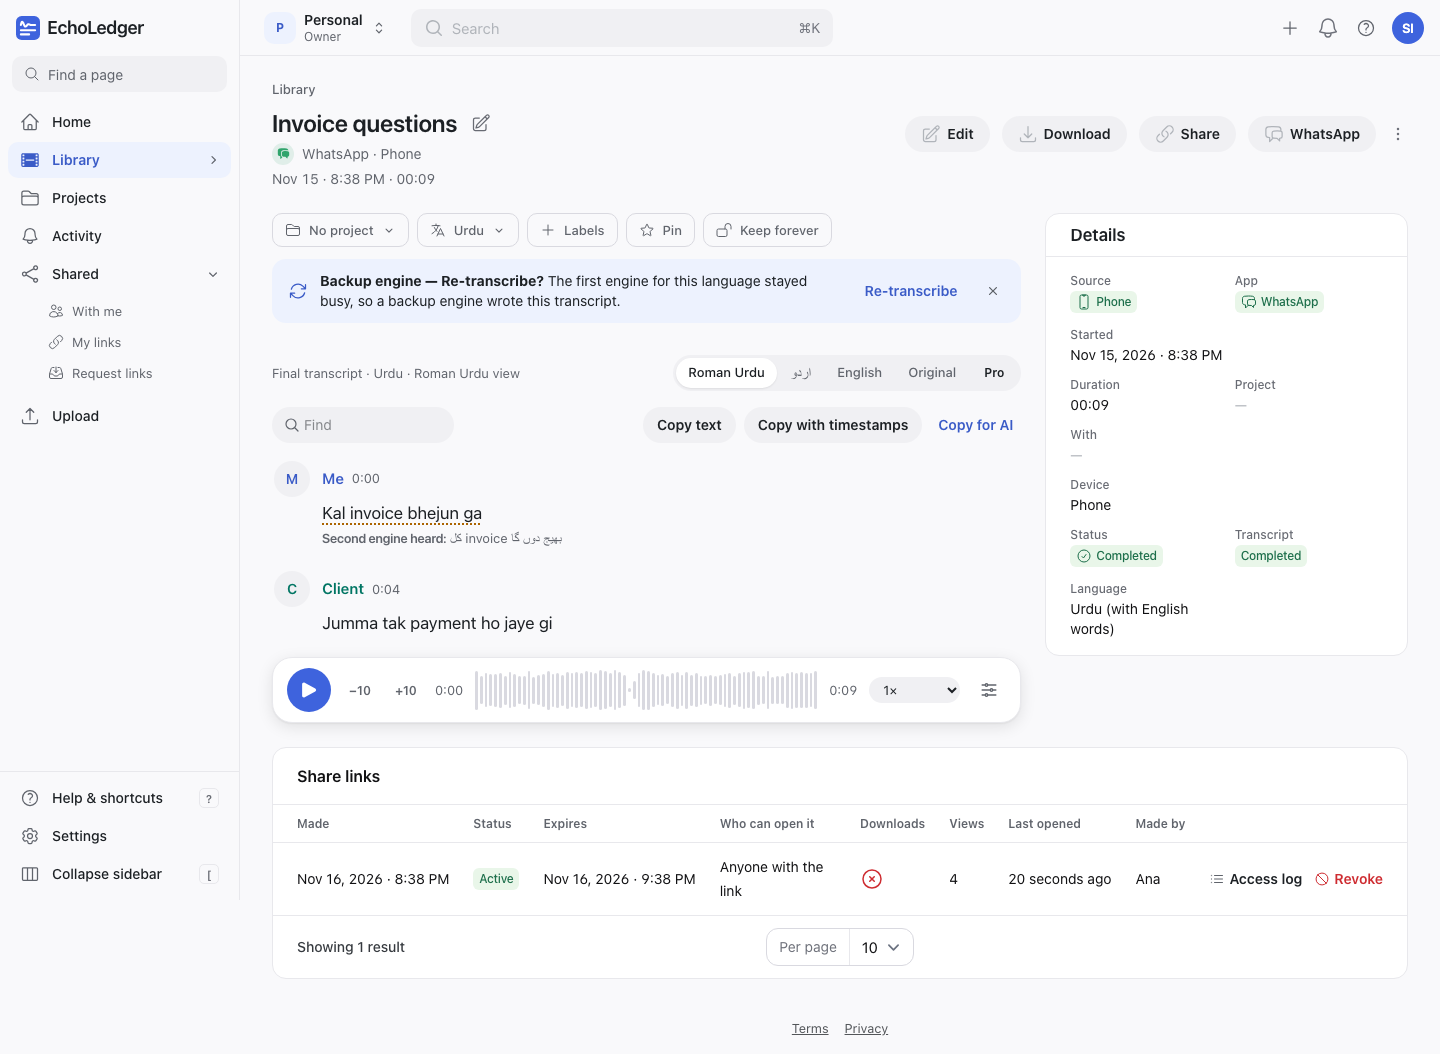 EchoLedger
Find a page
Home
Library
Projects
Activity
Shared
With me
My links
Request links
Upload
Help & shortcuts ?
Settings
Collapse sidebar [
P Personal
Owner
Search ⌘K
SI
Library
Invoice questions
WhatsApp · Phone
Nov 15 · 8:38 PM · 00:09
Edit Download Share WhatsApp
No project Urdu Labels Pin Keep forever
Backup engine — Re-transcribe? The first engine for this language stayed
busy, so a backup engine wrote this transcript.
Re-transcribe
Final transcript · Urdu · Roman Urdu view
Roman Urdu اردو English Original Pro
Find
Copy text Copy with timestamps Copy for AI
M Me 0:00
Kal invoice bhejun ga
Second engine heard: کل invoice بھیج دوں گا
C Client 0:04
Jumma tak payment ho jaye gi
−10 +10 0:00 0:09 1×
Details
Source App
Phone WhatsApp
Started
Nov 15, 2026 · 8:38 PM
Duration Project
00:09 —
With
—
Device
Phone
Status Transcript
Completed Completed
Language
Urdu (with English
words)
Share links
Made Status Expires Who can open it Downloads Views Last opened Made by
Nov 16, 2026 · 8:38 PM Active Nov 16, 2026 · 9:38 PM Anyone with the
link
4 20 seconds ago Ana Access log Revoke
Showing 1 result
Per page 10
Terms Privacy